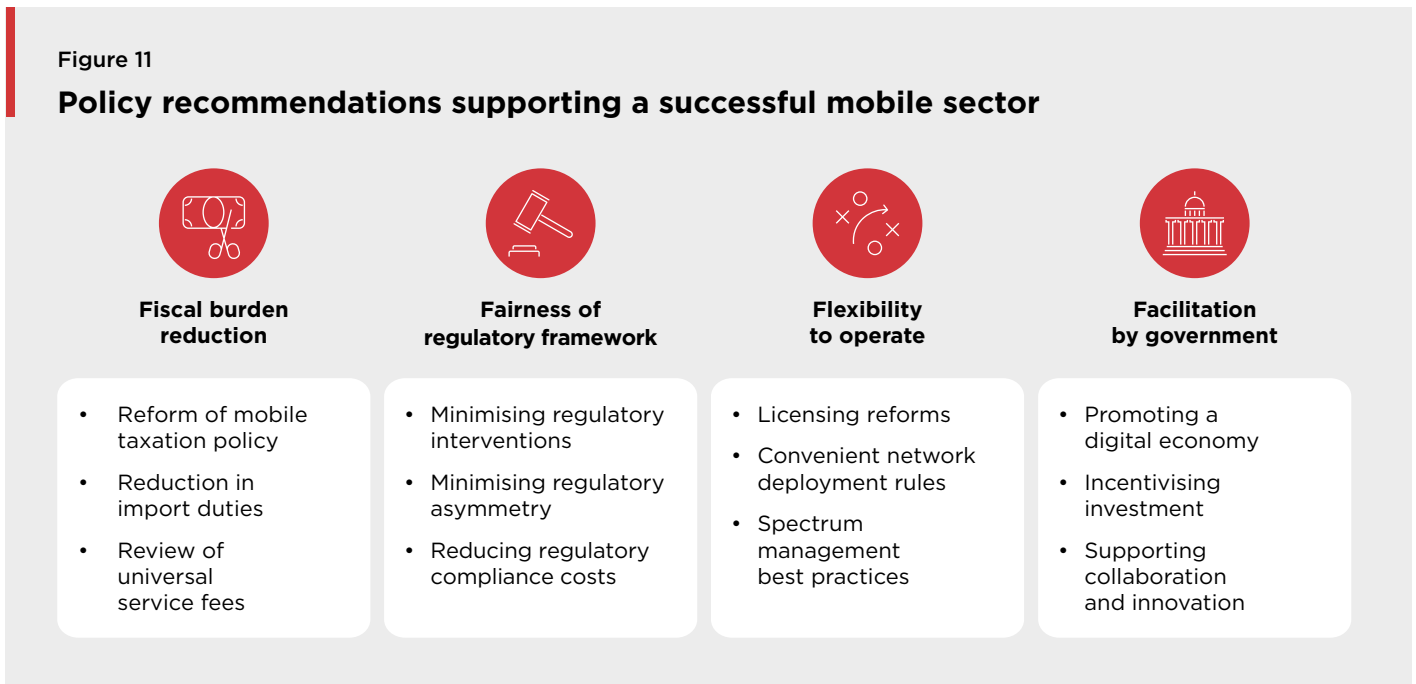 Figure 11
Policy recommendations supporting a successful mobile sector
Fiscal burden
reduction
• Reform of mobile
taxation policy
• Reduction in
import duties
• Review of
universal
service fees
Fairness of
regulatory framework
• Minimising regulatory
interventions
• Minimising regulatory
asymmetry
• Reducing regulatory
compliance costs
Flexibility
to operate
• Licensing reforms
• Convenient network
deployment rules
• Spectrum
management
best practices
Facilitation
by government
• Promoting a
digital economy
• Incentivising
investment
• Supporting
collaboration
and innovation